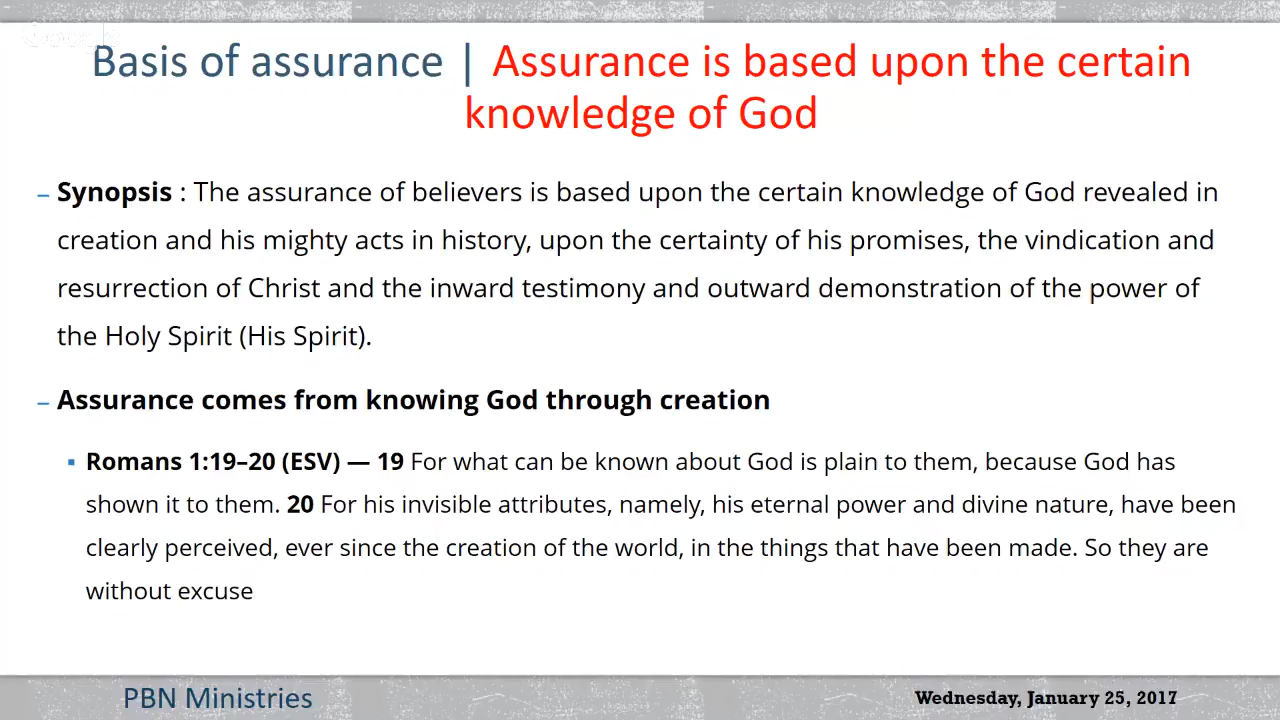 Basis of assurance | Assurance is based upon the certain
knowledge of God
– Synopsis : The assurance of believers is based upon the certain knowledge of God revealed in
creation and his mighty acts in history, upon the certainty of his promises, the vindication and
resurrection of Christ and the inward testimony and outward demonstration of the power of
the Holy Spirit (His Spirit).
– Assurance comes from knowing God through creation
▪ Romans 1:19–20 (ESV) — 19 For what can be known about God is plain to them, because God has
shown it to them. 20 For his invisible attributes, namely, his eternal power and divine nature, have been
clearly perceived, ever since the creation of the world, in the things that have been made. So they are
without excuse
PBN Ministries
Wednesday, January 25, 2017